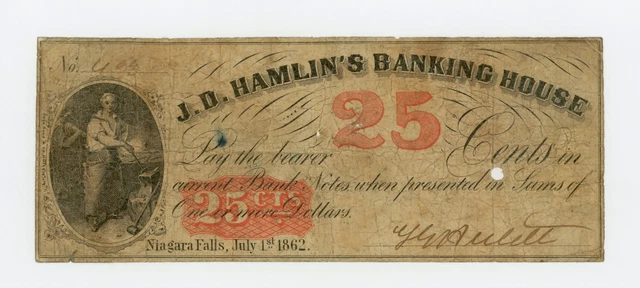 No.
J. D. HAMLIN'S BANKING HOUSE
25
Pay the bearer Cents in
current Bank Notes when presented in Sums of
One or more Dollars.
25 CTS
Niagara Falls, July 1st 1862.